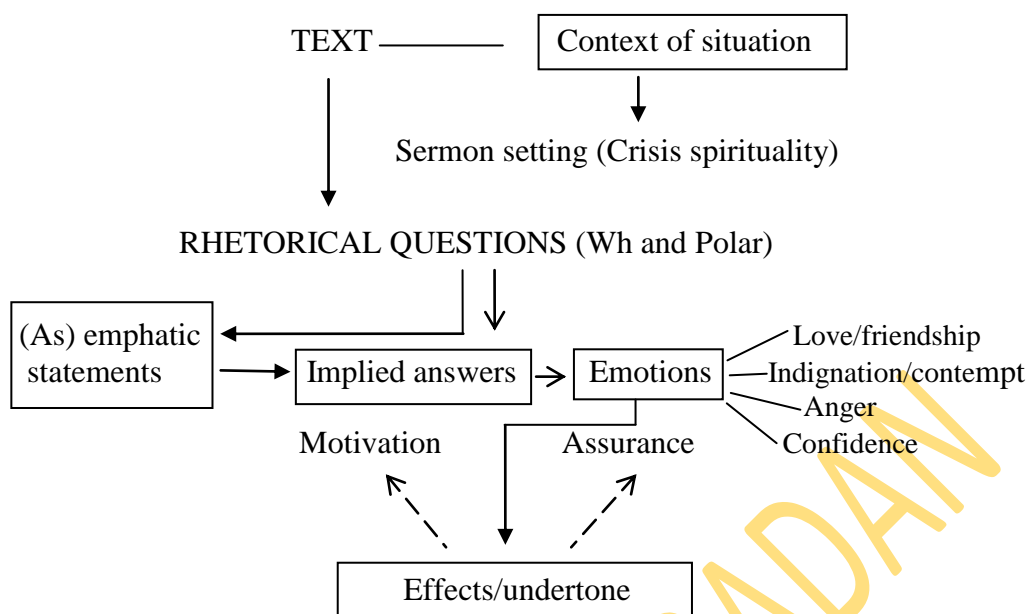 TEXT
Context of situation
Sermon setting (Crisis spirituality)
RHETORICAL QUESTIONS (Wh and Polar)
(As) emphatic
statements
Implied answers
Emotions
Love/friendship
Indignation/contempt
Anger
Confidence
Motivation
Assurance
Effects/undertone